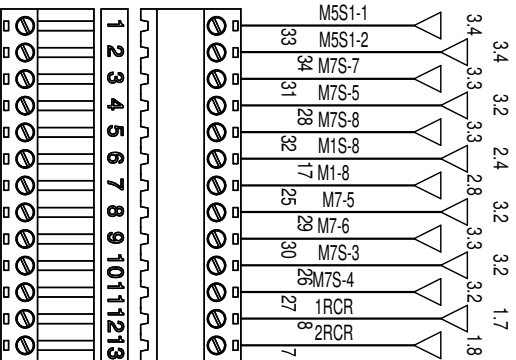 1 M5S1-1 33 3.4
2 M5S1-2 34 3.4
3 M7S-7 31 3.3
4 M7S-5 28 3.2
5 M7S-8 32 3.3
6 M1S-8 17 2.4
7 M1-8 25 2.8
8 M7-5 29 3.2
9 M7-6 30 3.3
10 M7S-3 26 3.2
11 M7S-4 27 3.2
12 1RCR 8 1.7
13 2RCR 7 1.8